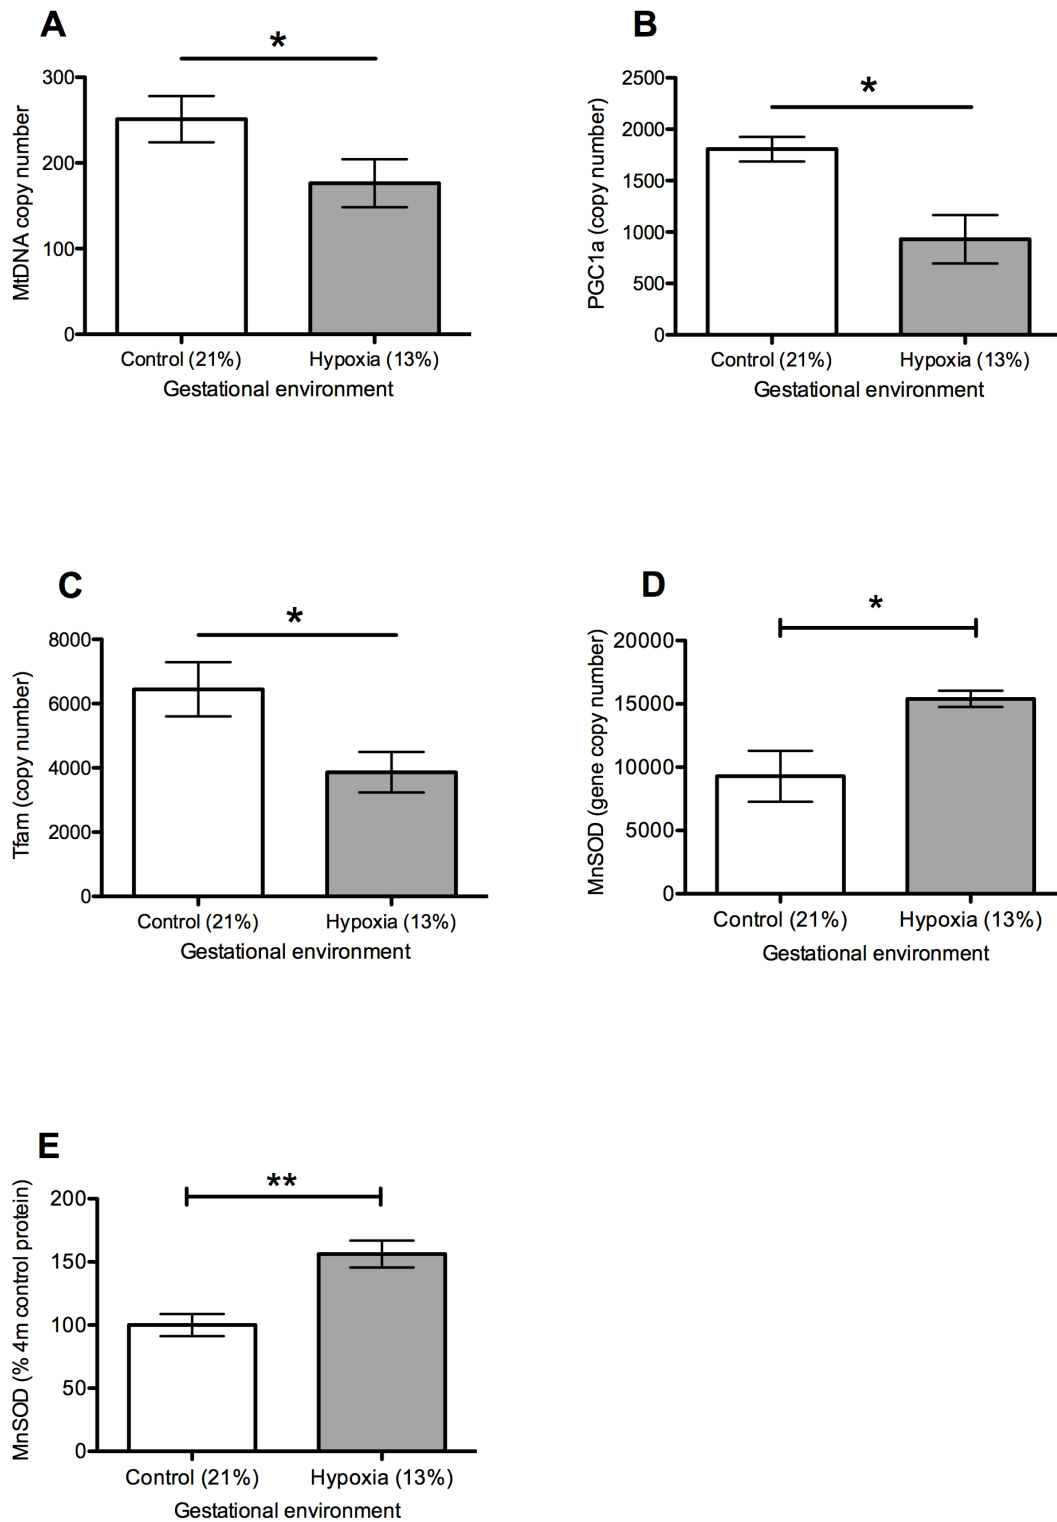 A
*
MtDNA copy number
300
200
100
0
Control (21%)
Hypoxia (13%)
Gestational environment
B
*
PGC1a (copy number)
2500
2000
1500
1000
500
0
Control (21%)
Hypoxia (13%)
Gestational environment
C
*
Tfam (copy number)
8000
6000
4000
2000
0
Control (21%)
Hypoxia (13%)
Gestational environment
D
*
MnSOD (gene copy number)
20000
15000
10000
5000
0
Control (21%)
Hypoxia (13%)
Gestational environment
E
**
MnSOD (% 4m control protein)
200
150
100
50
0
Control (21%)
Hypoxia (13%)
Gestational environment